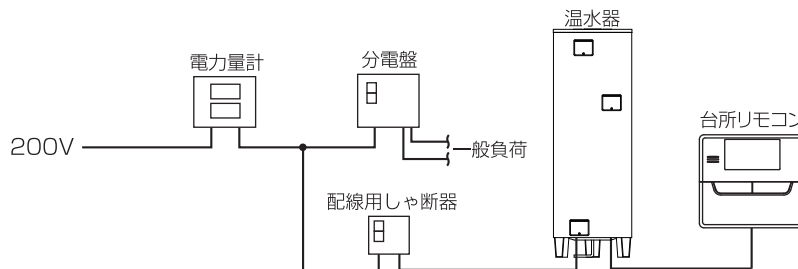 温水器
電力量計
分電盤
台所リモコン
200V
一般負荷
配線用しゃ断器